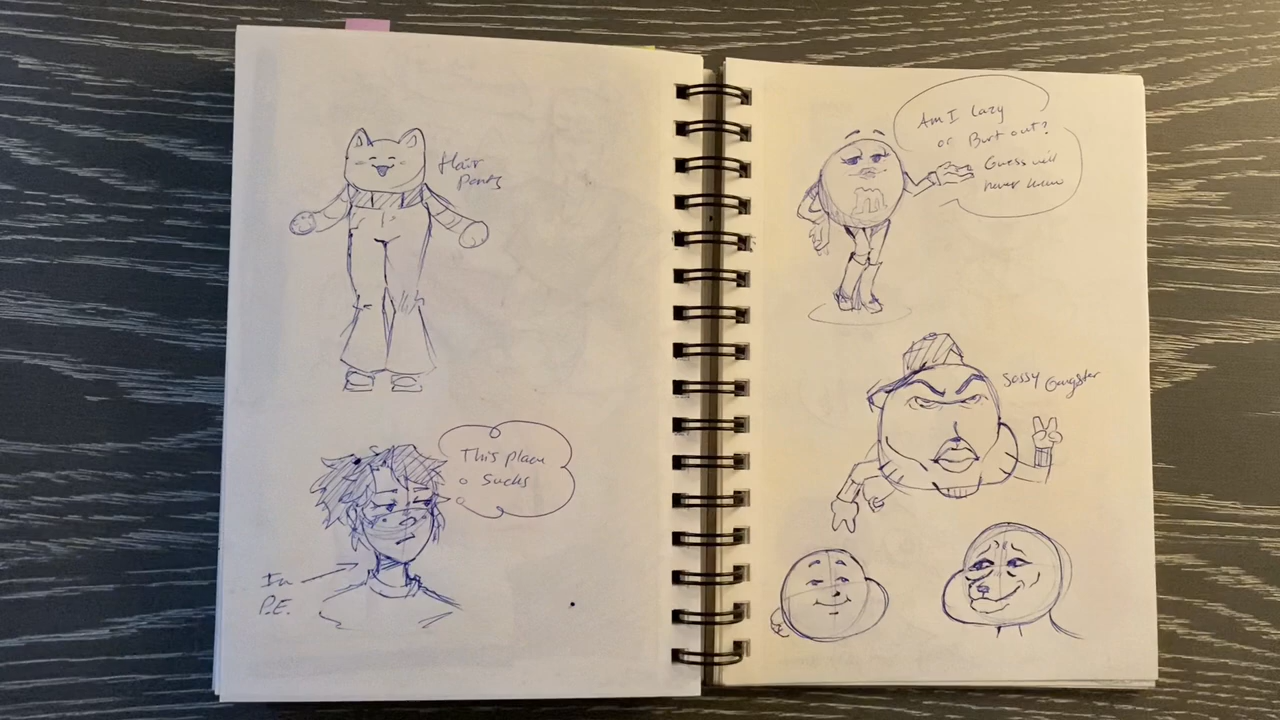 Hair
Pants
This place
Sucks
In
P.E.
Am I lazy
or Burt out?
Guess will
never know
m
Sassy Gangster